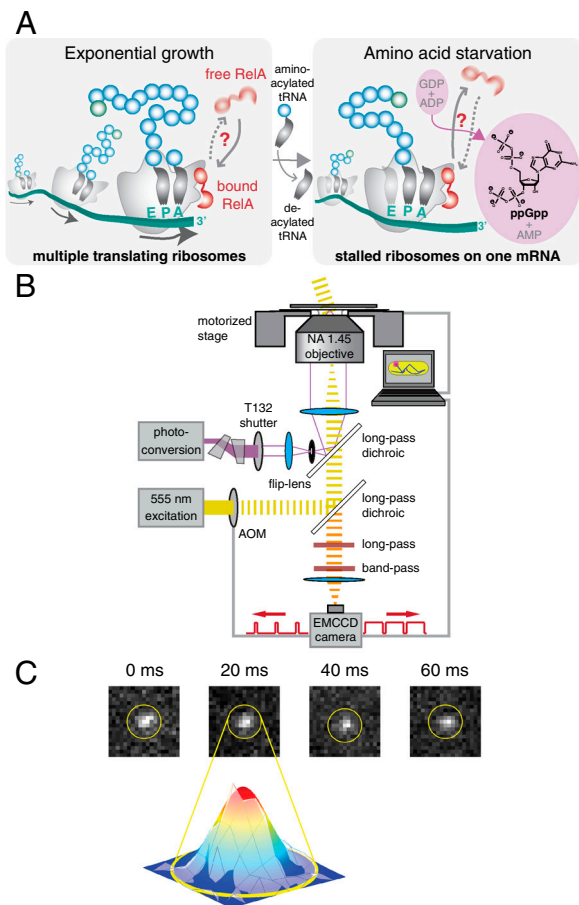 A
Exponential growth
free RelA
?
bound
RelA
E P A
3'
multiple translating ribosomes
amino-
acylated
tRNA
de-
acylated
tRNA
Amino acid starvation
GDP
+
ADP
?
E P A
3'
ppGpp
+
AMP
stalled ribosomes on one mRNA
B
motorized
stage
NA 1.45
objective
T132
shutter
photo-
conversion
flip-lens
long-pass
dichroic
555 nm
excitation
AOM
long-pass
dichroic
long-pass
band-pass
EMCCD
camera
C
0 ms
20 ms
40 ms
60 ms